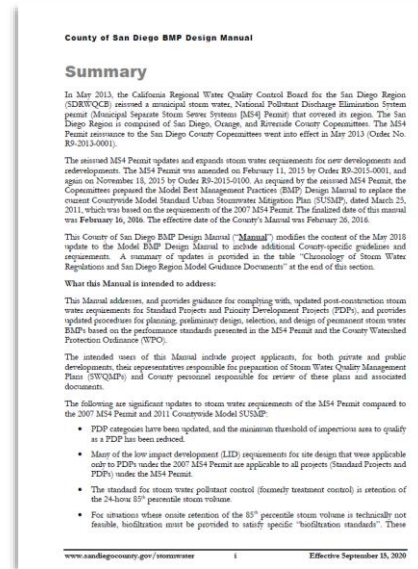 County of San Diego BMP Design Manual
Summary
In May 2013, the California Regional Water Quality Control Board for the San Diego Region
(SDRWQCB) reissued a municipal storm water, National Pollutant Discharge Elimination System
permit (Municipal Separate Storm Sewer Systems [MS4] Permit) that covered its region. The San
Diego Region is comprised of San Diego, Orange, and Riverside County Copermittees. The MS4
Permit reissuance to the San Diego County Copermittees went into effect in May 2013 (Order No.
R9-2013-0001).
The reissued MS4 Permit updates and expands storm water requirements for new developments and
redevelopments. The MS4 Permit was amended on February 11, 2015 by Order R9-2015-0001, and
again on November 18, 2015 by Order R9-2015-0100. As required by the reissued MS4 Permit, the
Copermittees prepared the Model Best Management Practices (BMP) Design Manual to replace the
current Countywide Model Standard Urban Stormwater Mitigation Plan (SUSMP), dated March 25,
2011, which was based on the requirements of the 2007 MS4 Permit. The finalized date of this manual
was February 16, 2016. The effective date of the County's Manual was February 26, 2016.
This County of San Diego BMP Design Manual ("Manual") modifies the content of the May 2018
update to the Model BMP Design Manual to include additional County-specific guidelines and
requirements. A summary of updates is provided in the table "Chronology of Storm Water
Regulations and San Diego Region Model Guidance Documents" at the end of this section.
What this Manual is intended to address:
This Manual addresses, and provides guidance for complying with, updated post-construction storm
water requirements for Standard Projects and Priority Development Projects (PDPs), and provides
updated procedures for planning, preliminary design, selection, and design of permanent storm water
BMPs based on the performance standards presented in the MS4 Permit and the County Watershed
Protection Ordinance (WPO).
The intended users of this Manual include project applicants, for both private and public
developments, their representatives responsible for preparation of Storm Water Quality Management
Plans (SWQMPs) and County personnel responsible for review of these plans and associated
documents.
The following are significant updates to storm water requirements of the MS4 Permit compared to
the 2007 MS4 Permit and 2011 Countywide Model SUSMP:
• PDP categories have been updated, and the minimum threshold of impervious area to qualify
as a PDP has been reduced.
• Many of the low impact development (LID) requirements for site design that were applicable
only to PDPs under the 2007 MS4 Permit are applicable to all projects (Standard Projects and
PDPs) under the MS4 Permit.
• The standard for storm water pollutant control (formerly treatment control) is retention of
the 24-hour 85th percentile storm volume.
• For situations where onsite retention of the 85th percentile storm volume is technically not
feasible, biofiltration must be provided to satisfy specific "biofiltration standards". These
www.sandiegocounty.gov/stormwater i Effective September 15, 2020